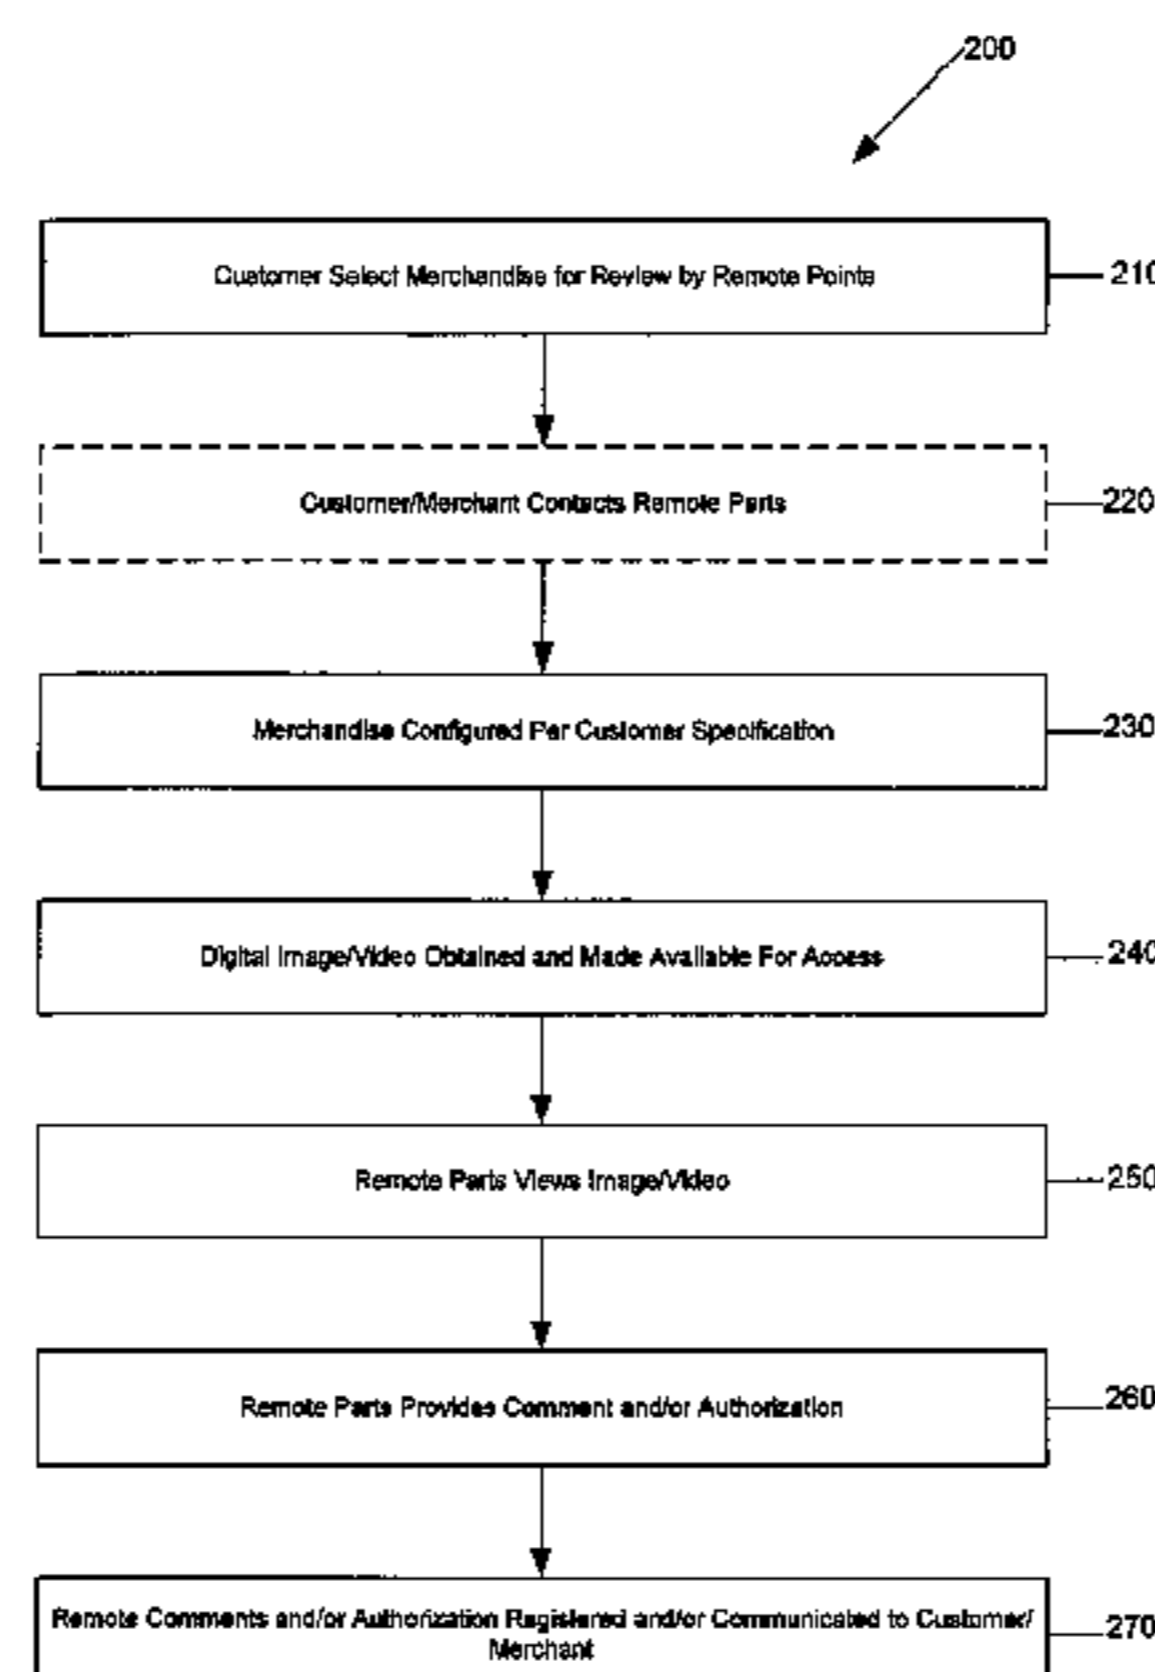 200
Customer Select Merchandise for Review by Remote Points
210
Customer/Merchant Contacts Remote Parts
220
Merchandise Configured Per Customer Specification
230
Digital Image/Video Obtained and Made Available For Access
240
Remote Parts Views Image/Video
250
Remote Parts Provides Comment and/or Authorization
260
Remote Comments and/or Authorization Registered and/or Communicated to Customer/
Merchant
270